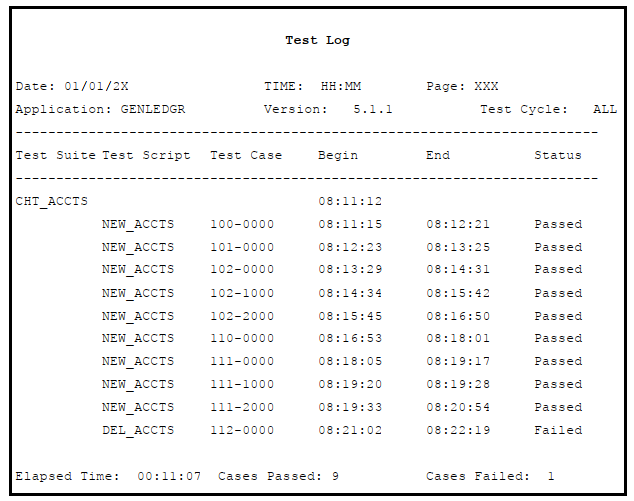 Test Log
Date: 01/01/2X TIME: HH:MM Page: XXX
Application: GENLEDGR Version: 5.1.1 Test Cycle: ALL
------------------------------------------------------------------------
Test Suite Test Script Test Case Begin End Status
------------------------------------------------------------------------
CHT_ACCTS 08:11:12
NEW_ACCTS 100-0000 08:11:15 08:12:21 Passed
NEW_ACCTS 101-0000 08:12:23 08:13:25 Passed
NEW_ACCTS 102-0000 08:13:29 08:14:31 Passed
NEW_ACCTS 102-1000 08:14:34 08:15:42 Passed
NEW_ACCTS 102-2000 08:15:45 08:16:50 Passed
NEW_ACCTS 110-0000 08:16:53 08:18:01 Passed
NEW_ACCTS 111-0000 08:18:05 08:19:17 Passed
NEW_ACCTS 111-1000 08:19:20 08:19:28 Passed
NEW_ACCTS 111-2000 08:19:33 08:20:54 Passed
DEL_ACCTS 112-0000 08:21:02 08:22:19 Failed
Elapsed Time: 00:11:07 Cases Passed: 9 Cases Failed: 1